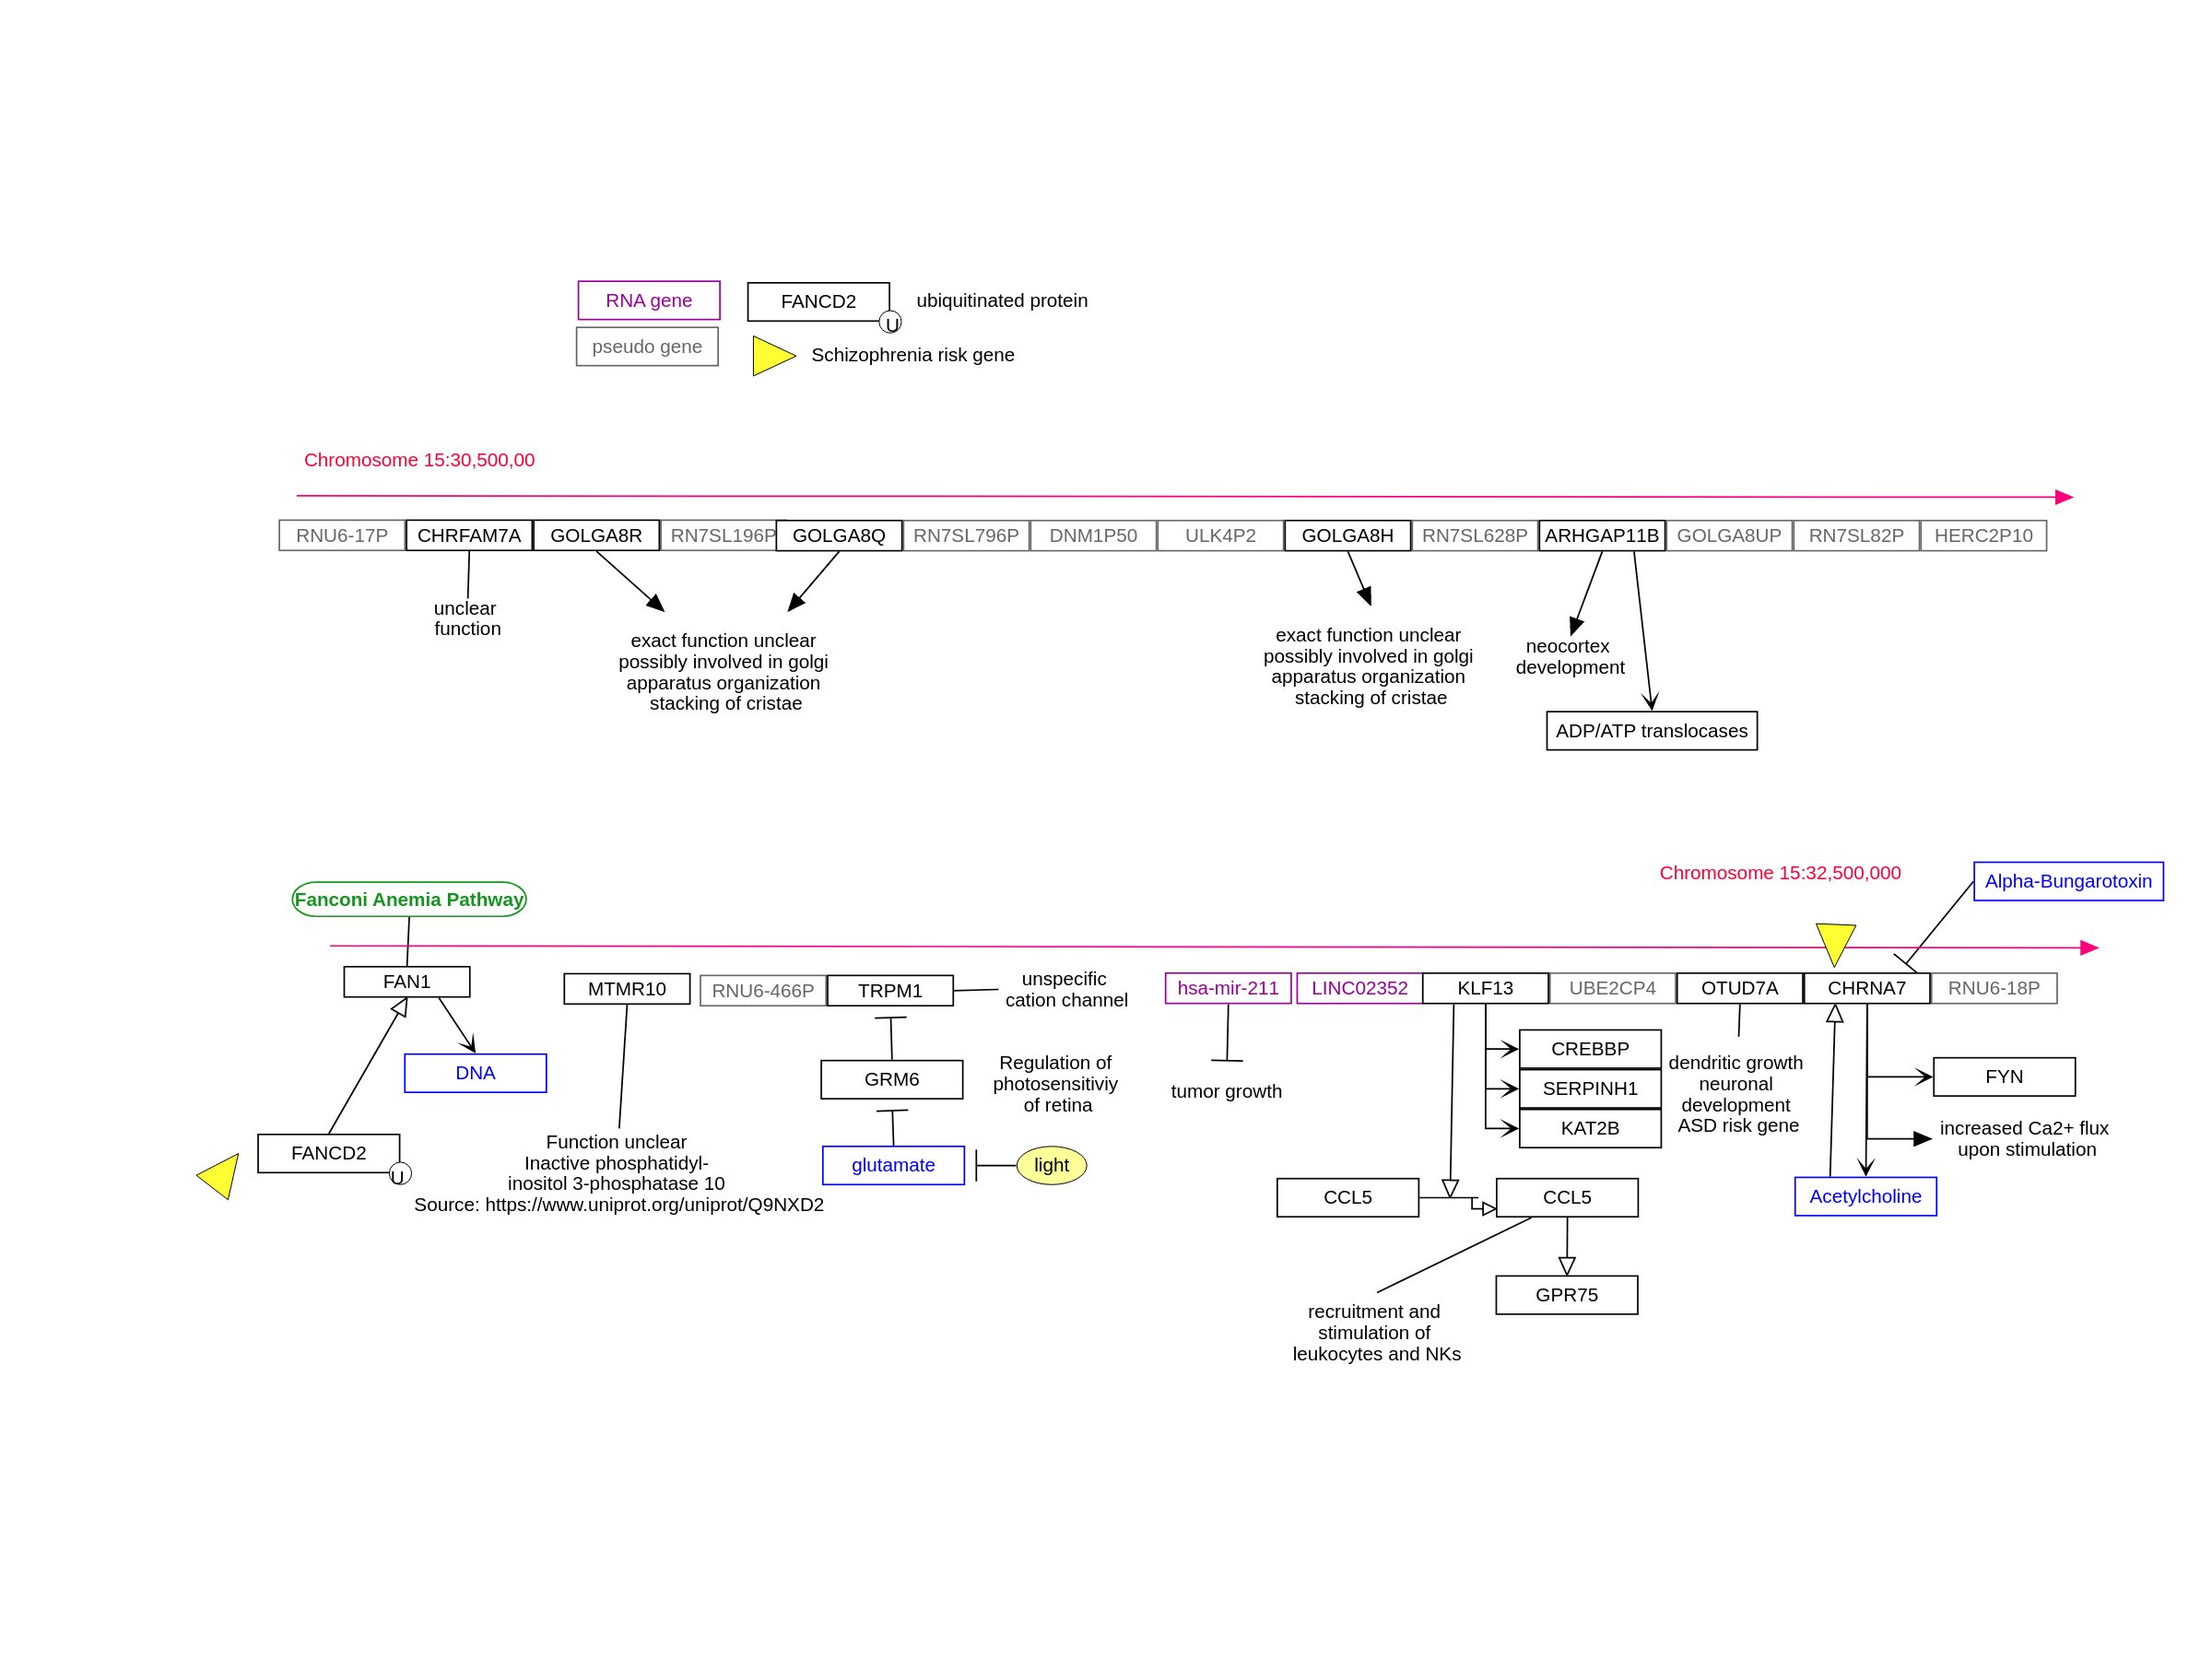 RNA gene
FANCD2
U
ubiquitinated protein
pseudo gene
Schizophrenia risk gene
Chromosome 15:30,500,00
RNU6-17P
CHRFAM7A
GOLGA8R
RN7SL196P
GOLGA8Q
RN7SL796P
DNM1P50
ULK4P2
GOLGA8H
RN7SL628P
ARHGAP11B
GOLGA8UP
RN7SL82P
HERC2P10
unclear
function
exact function unclear
possibly involved in golgi
apparatus organization
stacking of cristae
exact function unclear
possibly involved in golgi
apparatus organization
stacking of cristae
neocortex
development
ADP/ATP translocases
Chromosome 15:32,500,000
Alpha-Bungarotoxin
Fanconi Anemia Pathway
FAN1
MTMR10
RNU6-466P
TRPM1
unspecific
cation channel
hsa-mir-211
LINC02352
KLF13
UBE2CP4
OTUD7A
CHRNA7
RNU6-18P
DNA
GRM6
Regulation of
photosensitiviy
of retina
tumor growth
CREBBP
SERPINH1
KAT2B
dendritic growth
neuronal
development
ASD risk gene
FYN
increased Ca2+ flux
upon stimulation
FANCD2
U
Function unclear
Inactive phosphatidyl-
inositol 3-phosphatase 10
Source: https://www.uniprot.org/uniprot/Q9NXD2
glutamate
light
CCL5
CCL5
Acetylcholine
GPR75
recruitment and
stimulation of
leukocytes and NKs